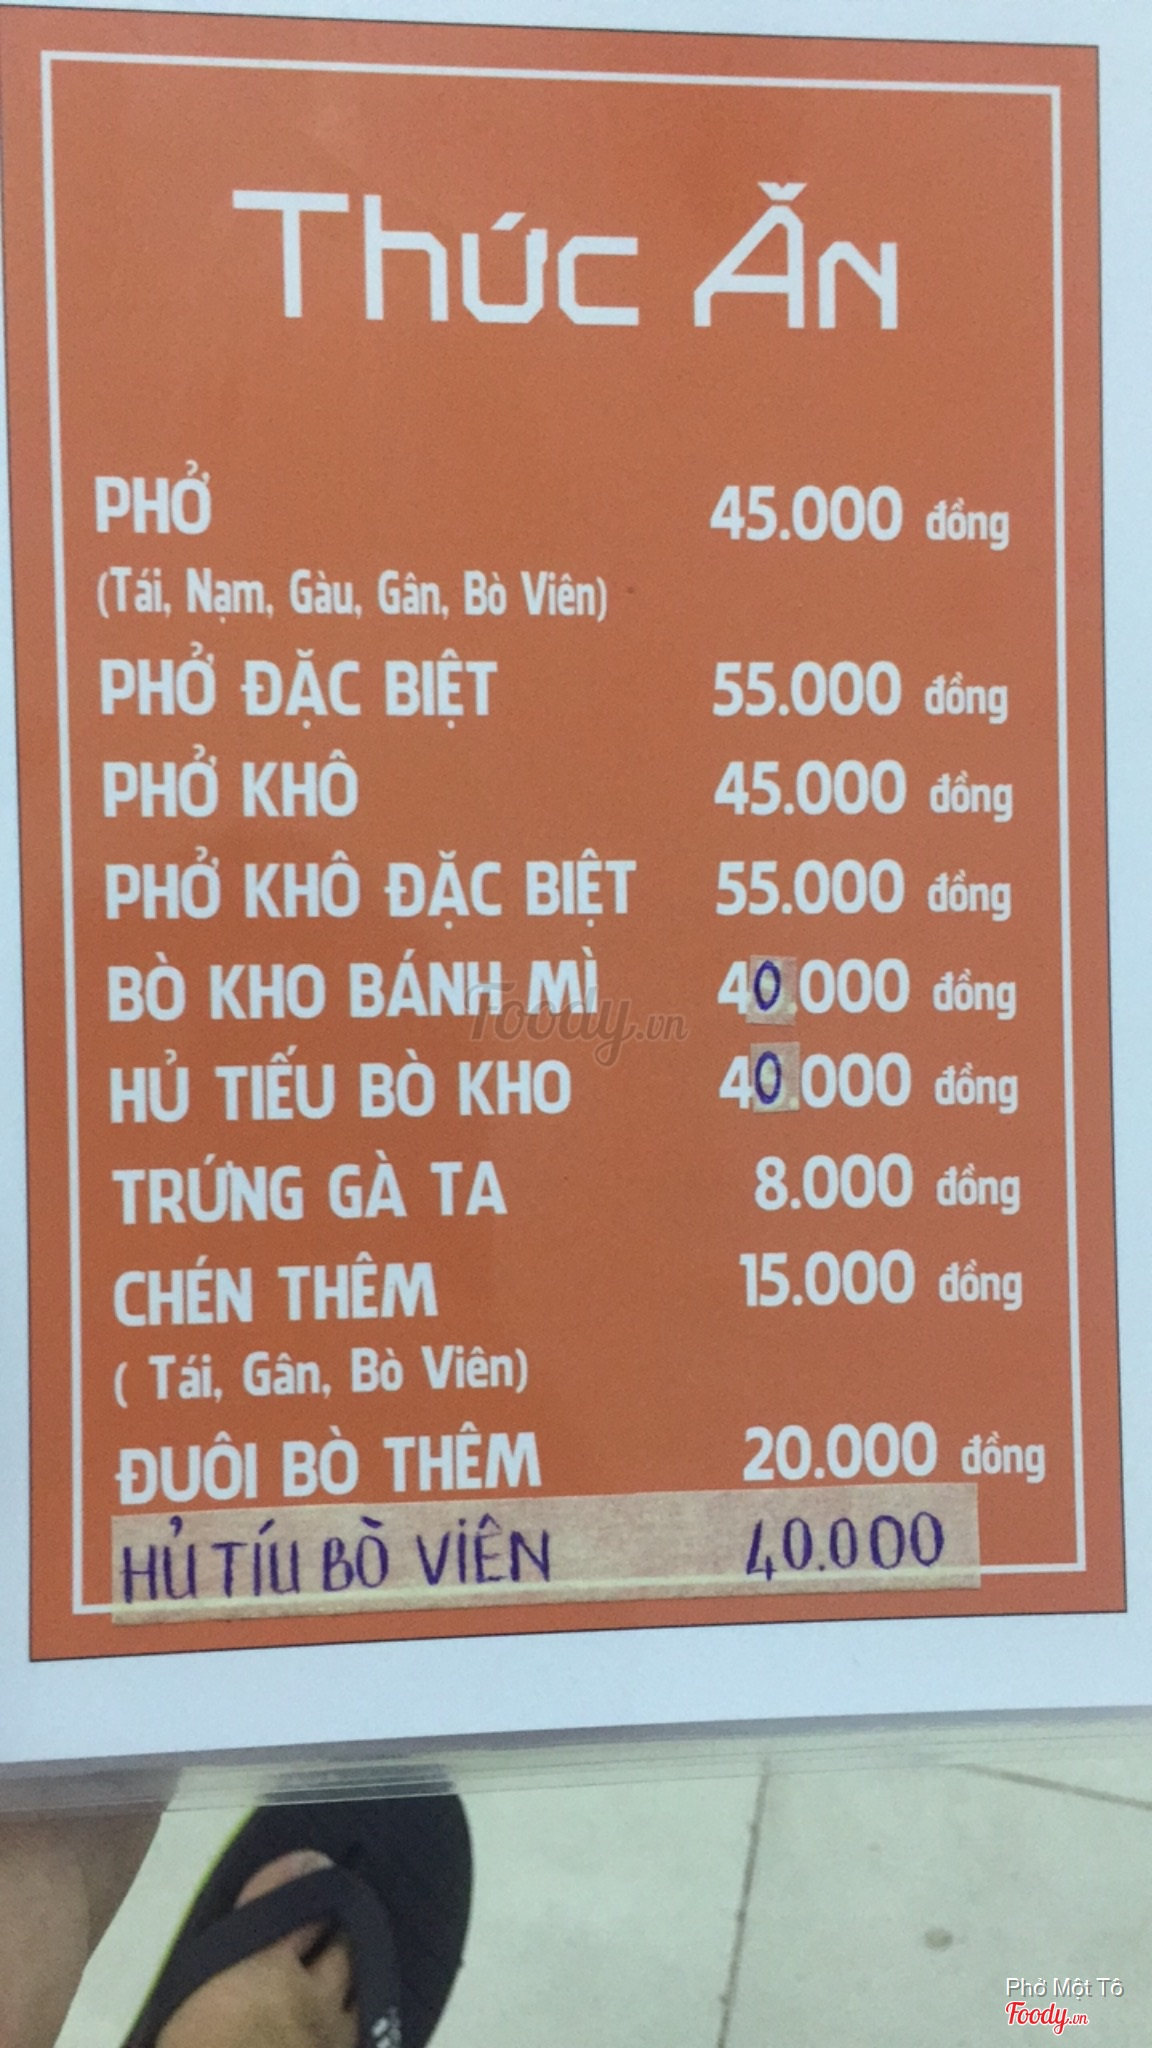 Thức Ăn
PHỞ 45.000 đồng
(Tái, Nạm, Gàu, Gân, Bò Viên)
PHỞ ĐẶC BIỆT 55.000 đồng
PHỞ KHÔ 45.000 đồng
PHỞ KHÔ ĐẶC BIỆT 55.000 đồng
BÒ KHO BÁNH MÌ 40.000 đồng
Foody.vn
HỦ TIẾU BÒ KHO 40.000 đồng
TRỨNG GÀ TA 8.000 đồng
CHÉN THÊM 15.000 đồng
( Tái, Gân, Bò Viên)
ĐUÔI BÒ THÊM 20.000 đồng
HỦ TÍU BÒ VIÊN 40.000
Phở Một Tô
Foody.vn